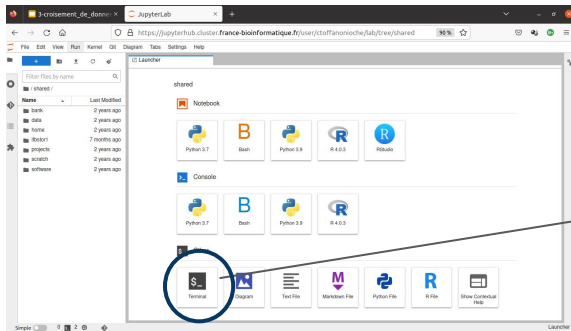 3-croisement_de_donne
JupyterLab
https://jupyterhub.cluster.france-bioinformatique.fr/user/ctoffanonioche/lab/tree/shared
90 %
File Edit View Run Kernel Git Diagram Tabs Settings Help
Launcher
Filter files by name
/ shared /
Name Last Modified
bank 2 years ago
data 2 years ago
home 2 years ago
ifbstor1 7 months ago
projects 2 years ago
scratch 2 years ago
software 2 years ago
shared
Notebook
Python 3.7
Bash
Python 3.9
R 4.0.3
RStudio
Console
Python 3.7
Bash
Python 3.9
R 4.0.3
$_
Terminal
Diagram
Text File
Markdown File
Python File
R File
Show Contextual
Help
Simple 0 2
Launcher